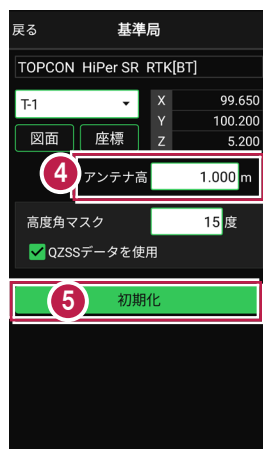 戻る 基準局
TOPCON HiPer SR RTK[BT]
T-1 X 99.650
Y 100.200
図面 座標 Z 5.200
4 アンテナ高 1.000 m
高度角マスク 15 度
QZSSデータを使用
5 初期化